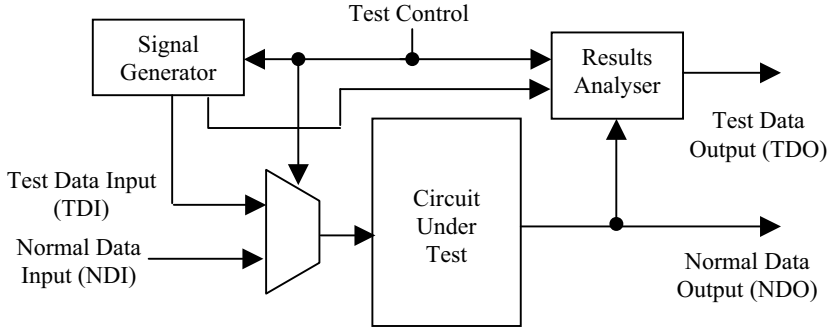 Test Control
Signal
Generator
Results
Analyser
Test Data
Output (TDO)
Test Data Input
(TDI)
Circuit
Under
Test
Normal Data
Input (NDI)
Normal Data
Output (NDO)